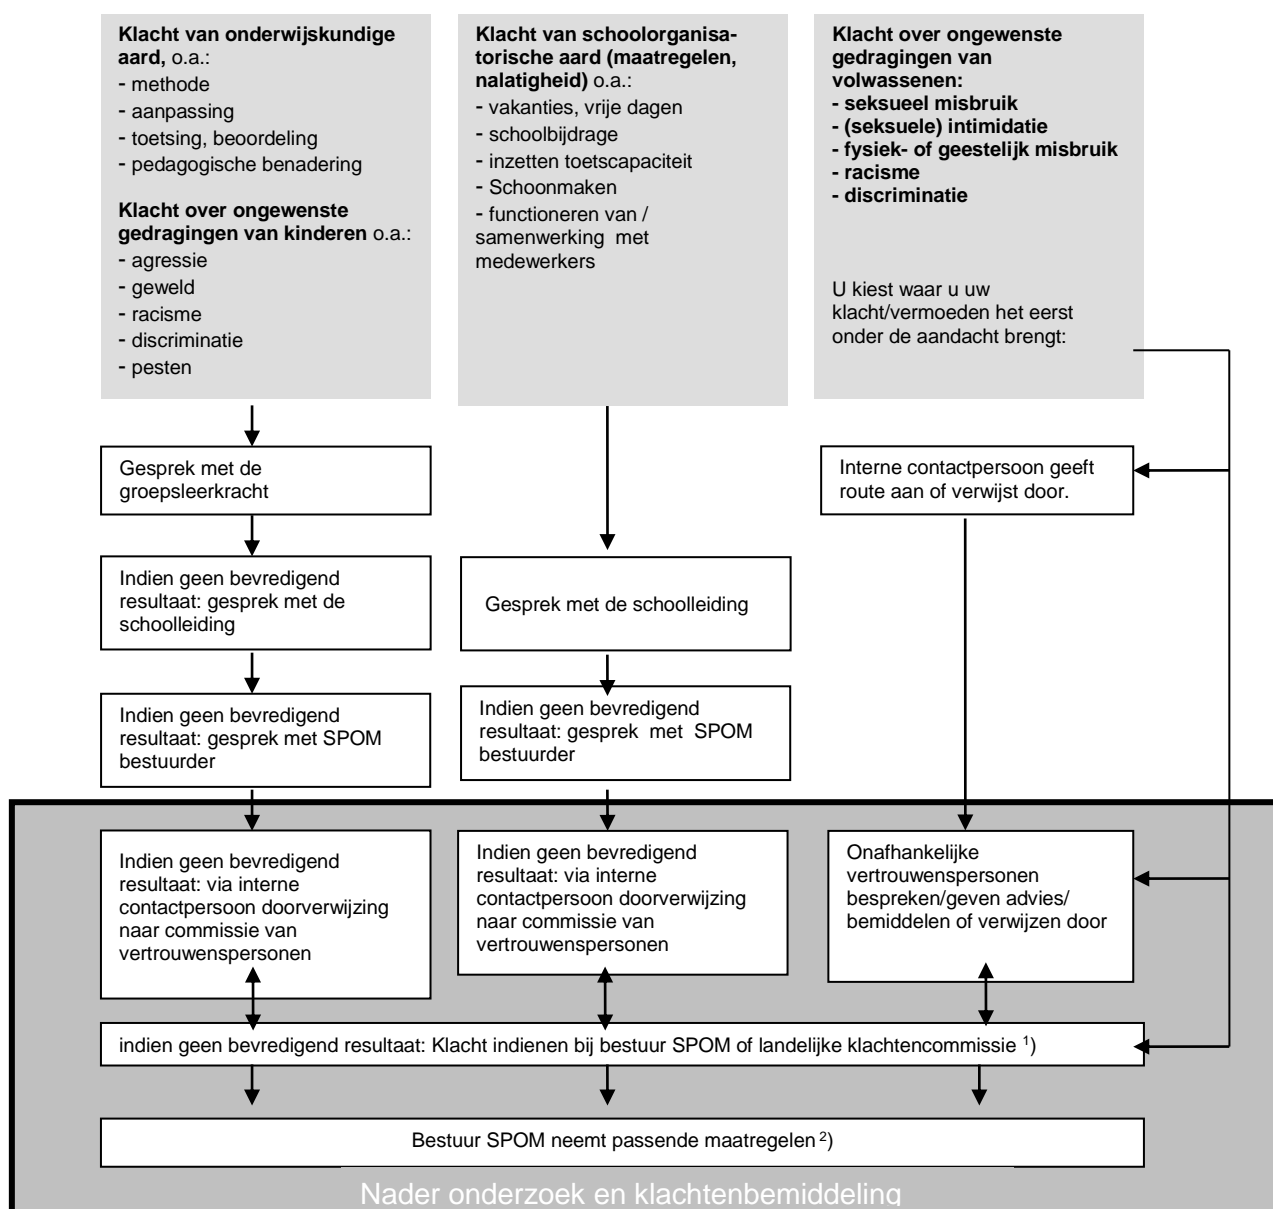 Klacht van onderwijskundige
aard, o.a.:
- methode
- aanpassing
- toetsing, beoordeling
- pedagogische benadering
Klacht over ongewenste
gedragingen van kinderen o.a.:
- agressie
- geweld
- racisme
- discriminatie
- pesten
Klacht van schoolorganisa-
torische aard (maatregelen,
nalatigheid) o.a.:
- vakanties, vrije dagen
- schoolbijdrage
- inzetten toetscapaciteit
- Schoonmaken
- functioneren van /
samenwerking met
medewerkers
Klacht over ongewenste
gedragingen van
volwassenen:
- seksueel misbruik
- (seksuele) intimidatie
- fysiek- of geestelijk misbruik
- racisme
- discriminatie
U kiest waar u uw
klacht/vermoeden het eerst
onder de aandacht brengt:
Gesprek met de
groepsleerkracht
Interne contactpersoon geeft
route aan of verwijst door.
Indien geen bevredigend
resultaat: gesprek met de
schoolleiding
Gesprek met de schoolleiding
Indien geen bevredigend
resultaat: gesprek met SPOM
bestuurder
Indien geen bevredigend
resultaat: gesprek met SPOM
bestuurder
Indien geen bevredigend
resultaat: via interne
contactpersoon doorverwijzing
naar commissie van
vertrouwenspersonen
Indien geen bevredigend
resultaat: via interne
contactpersoon doorverwijzing
naar commissie van
vertrouwenspersonen
Onafhankelijke
vertrouwenspersonen
bespreken/geven advies/
bemiddelen of verwijzen door
indien geen bevredigend resultaat: Klacht indienen bij bestuur SPOM of landelijke klachtencommissie ¹)
Bestuur SPOM neemt passende maatregelen ²)
Nader onderzoek en klachtenbemiddeling